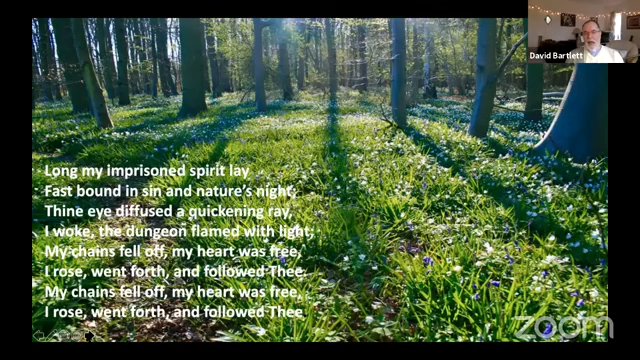 David Bartlett
Long my imprisoned spirit lay
Fast bound in sin and nature's night;
Thine eye diffused a quickening ray,
I woke, the dungeon flamed with light;
My chains fell off, my heart was free,
I rose, went forth, and followed Thee.
My chains fell off, my heart was free,
I rose, went forth, and followed Thee
zoom